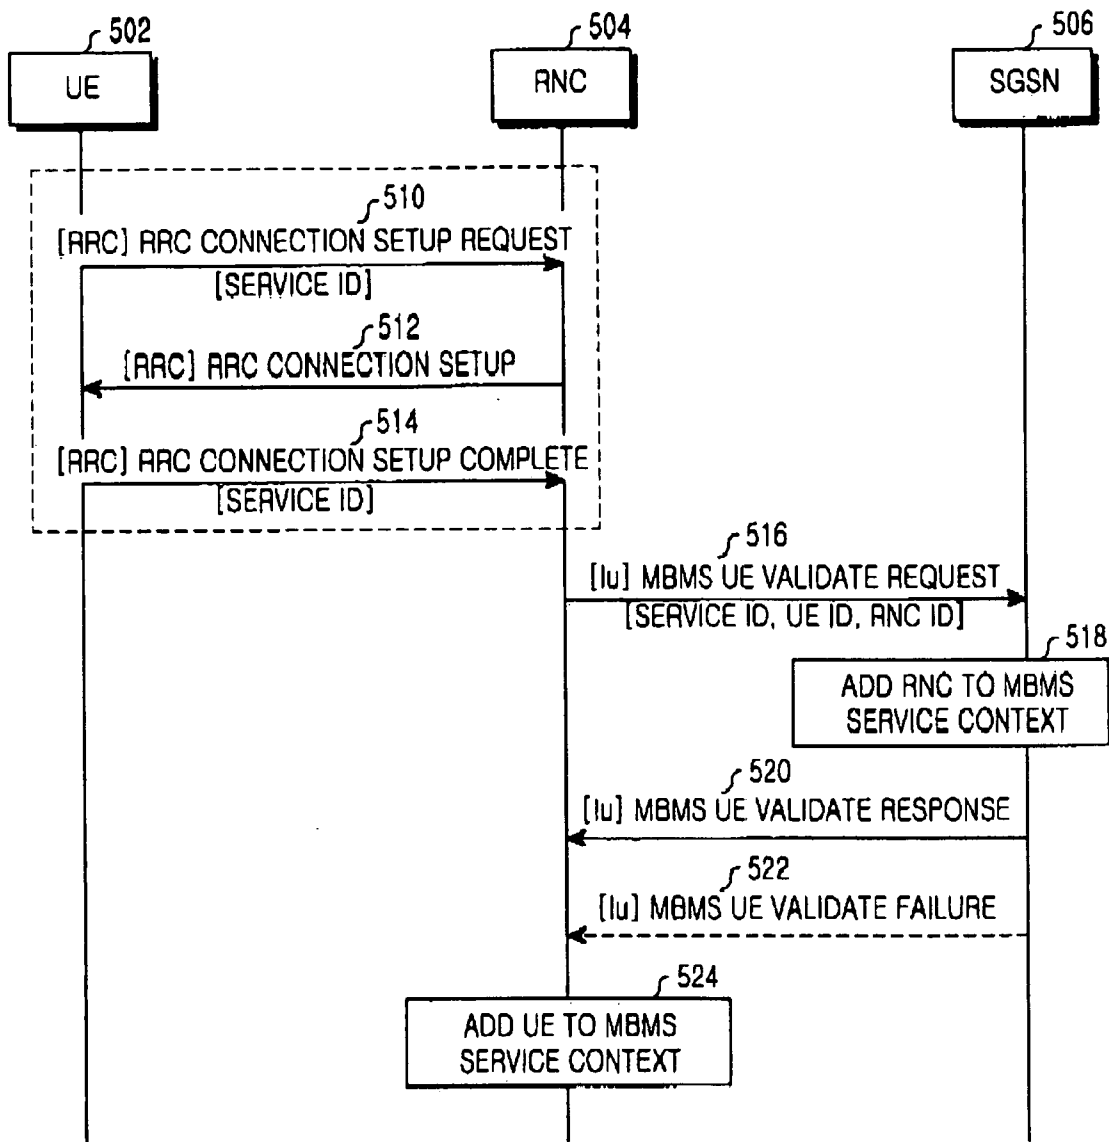 502
504
506
UE
RNC
SGSN
510
[RRC] RRC CONNECTION SETUP REQUEST
[SERVICE ID]
512
[RRC] RRC CONNECTION SETUP
514
[RRC] RRC CONNECTION SETUP COMPLETE
[SERVICE ID]
516
[Iu] MBMS UE VALIDATE REQUEST
[SERVICE ID, UE ID, RNC ID]
518
ADD RNC TO MBMS
SERVICE CONTEXT
520
[Iu] MBMS UE VALIDATE RESPONSE
522
[Iu] MBMS UE VALIDATE FAILURE
524
ADD UE TO MBMS
SERVICE CONTEXT